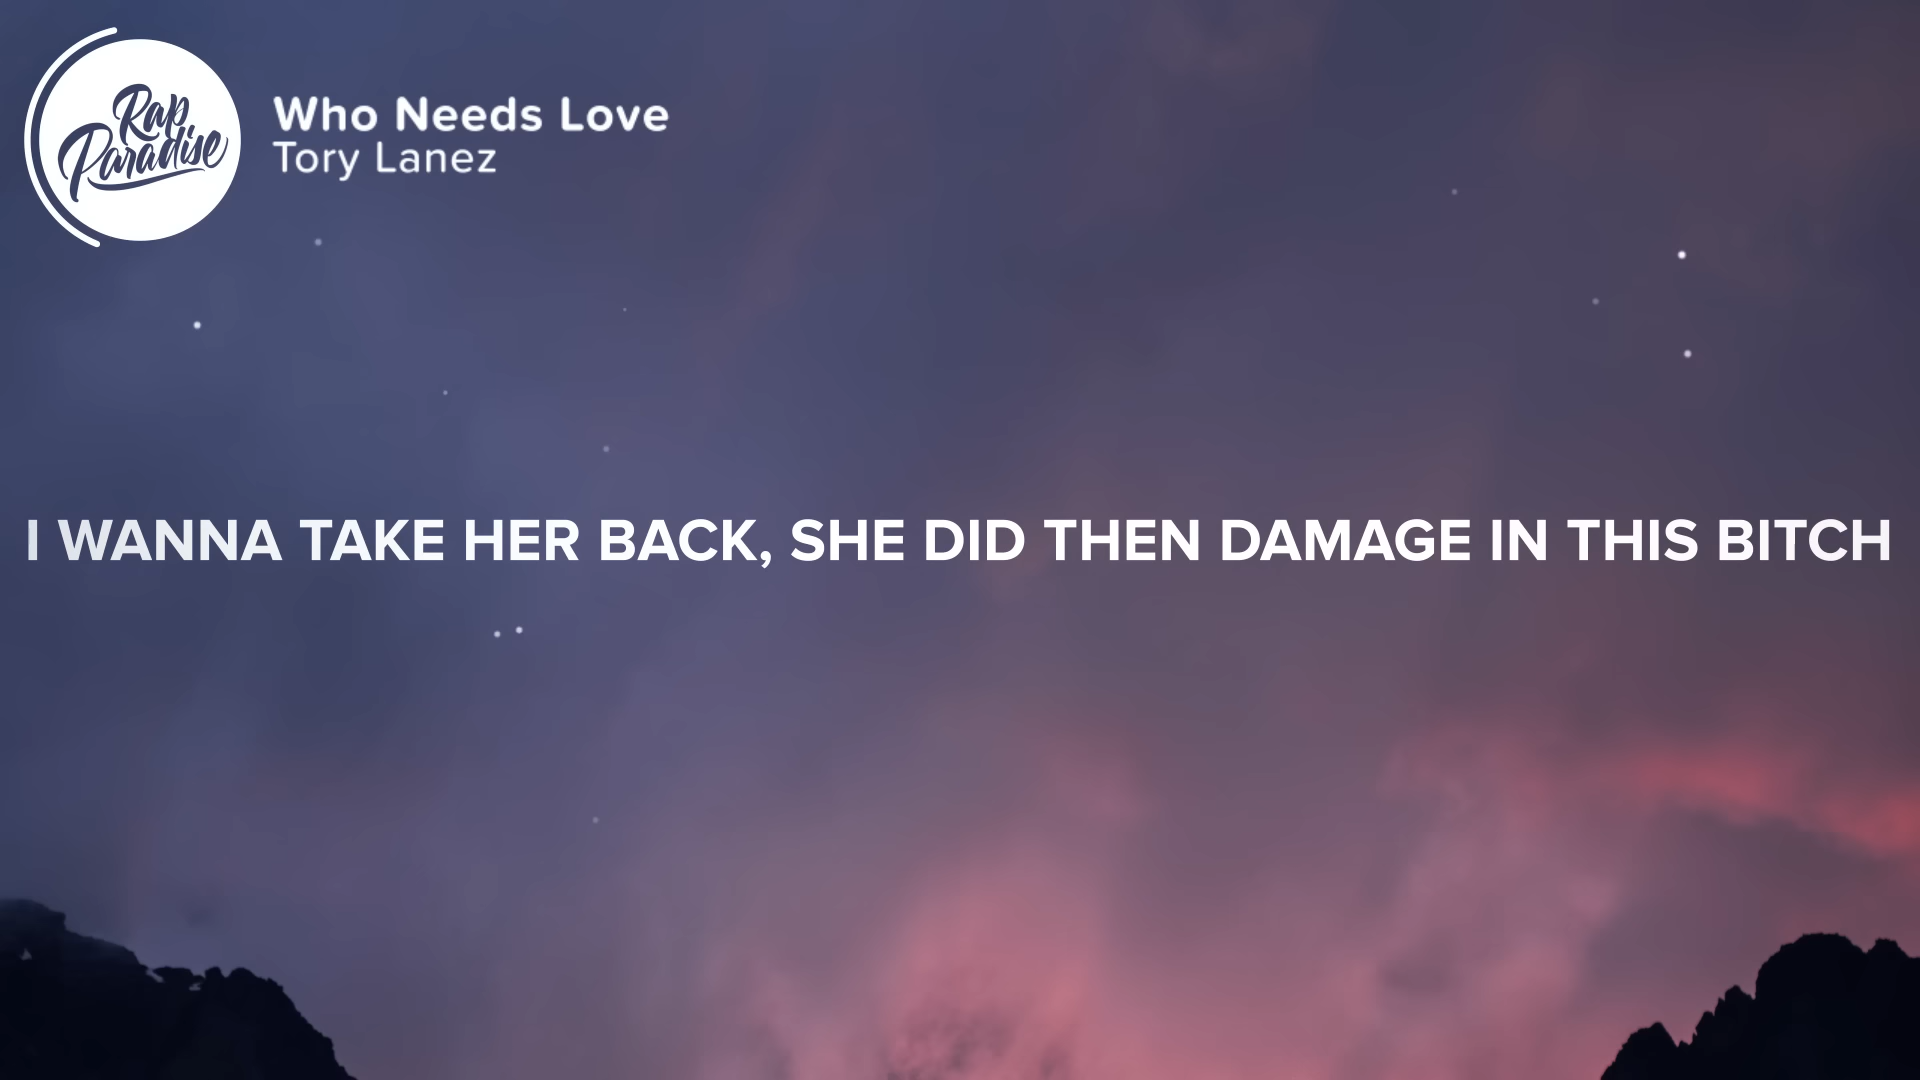 Rap
Paradise
Who Needs Love
Tory Lanez
I WANNA TAKE HER BACK, SHE DID THEN DAMAGE IN THIS BITCH